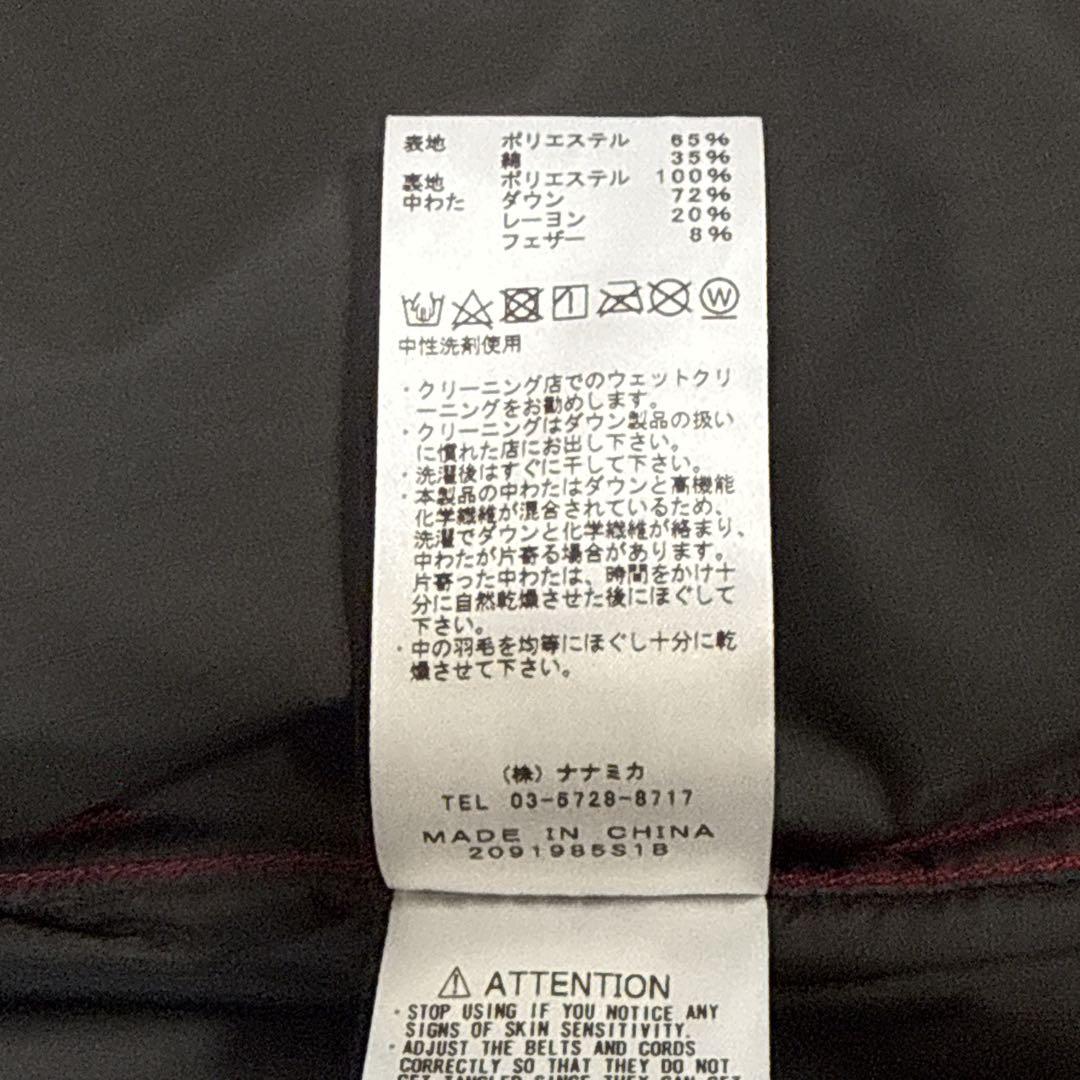 表地 ポリエステル 65%
綿 35%
裏地 ポリエステル 100%
中わた ダウン 72%
レーヨン 20%
フェザー 8%
W
中性洗剤使用
・クリーニング店でのウェットクリ
ーニングをお勧めします。
・クリーニングはダウン製品の扱い
に慣れた店にお出し下さい。
・洗濯後はすぐに干して下さい。
・本製品の中わたはダウンと高機能
化学繊維が混合されているため、
洗濯でダウンと化学繊維が絡まり、
中わたが片寄る場合があります。
片寄った中わたは、時間をかけ十
分に自然乾燥させた後にほぐして
下さい。
・中の羽毛を均等にほぐし十分に乾
燥させて下さい。
(株)ナナミカ
TEL 03-5728-8717
MADE IN CHINA
2091985S1B
⚠ ATTENTION
・STOP USING IF YOU NOTICE ANY
SIGNS OF SKIN SENSITIVITY.
・ADJUST THE BELTS AND CORDS
CORRECTLY SO THAT THEY DO NOT
GET TANGLED SINCE THEY CAN GET